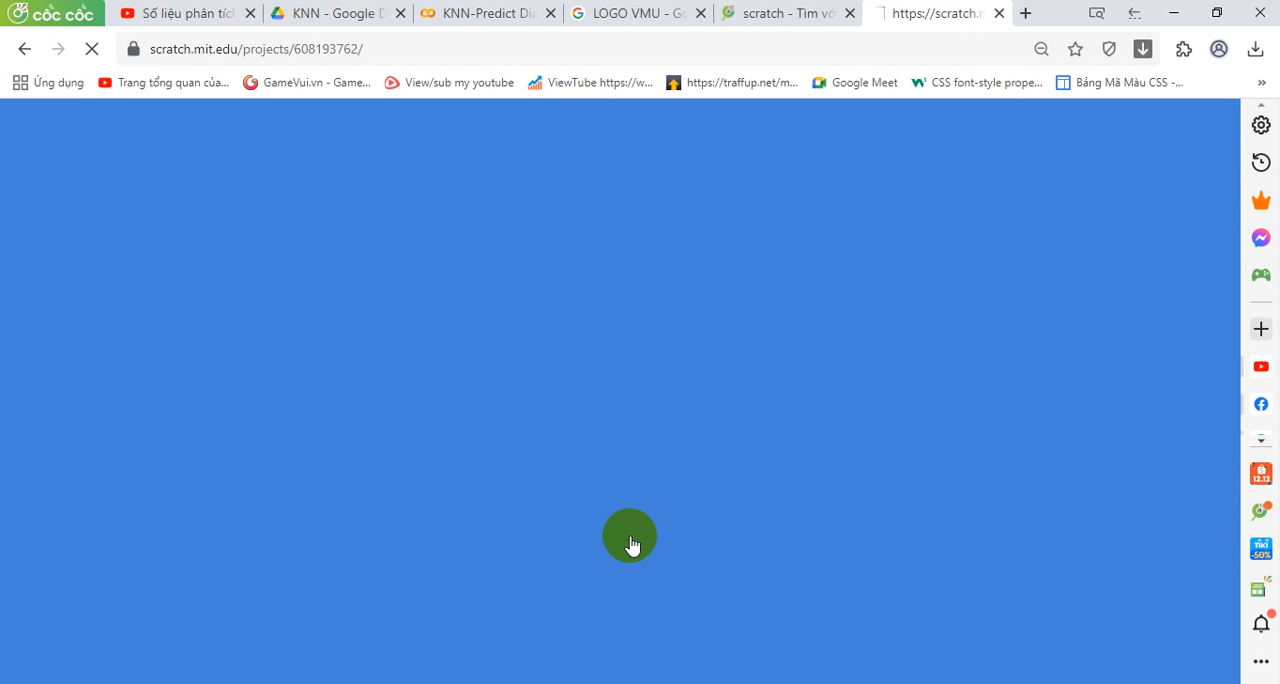 cốc cốc
Số liệu phân tích
KNN - Google D
KNN-Predict Dia
LOGO VMU - Go
scratch - Tìm với
https://scratch.m
scratch.mit.edu/projects/608193762/
Ứng dụng
Trang tổng quan của...
GameVui.vn - Game...
View/sub my youtube
ViewTube https://w...
https://traffup.net/m...
Google Meet
CSS font-style prope...
Bảng Mã Màu CSS -...
»
12.12
TIKI
-50%